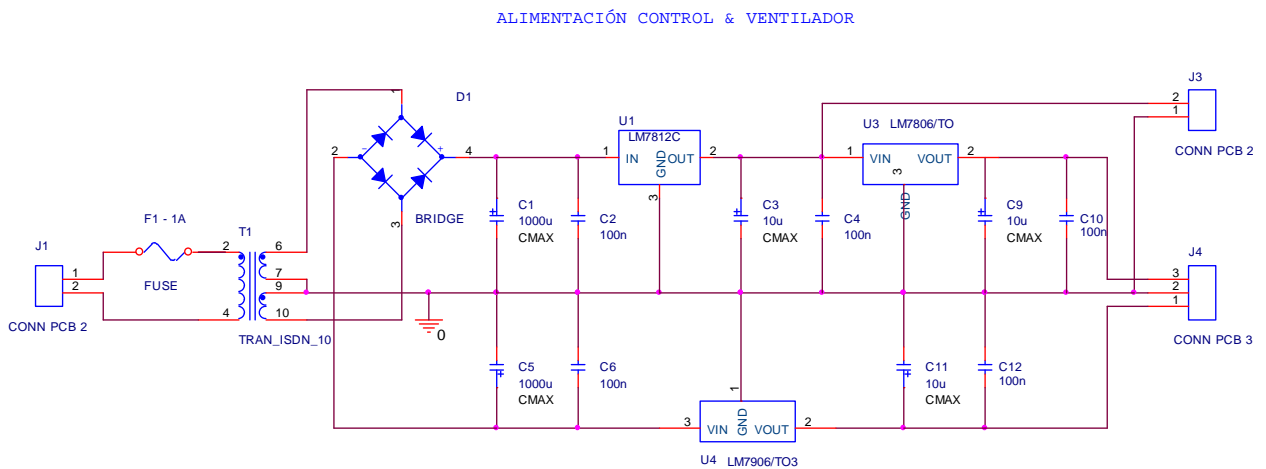 ALIMENTACIÓN CONTROL & VENTILADOR
J1
1
2
CONN PCB 2
F1 - 1A
FUSE
T1
2
4
6
7
9
10
TRAN_ISDN_10
D1
1
2
-
+
4
3
BRIDGE
0
C1
1000u
CMAX
C2
100n
U1
LM7812C
1
IN
GND
OUT
2
3
C3
10u
CMAX
C4
100n
U3
LM7806/TO
1
VIN
VOUT
2
3
GND
C9
10u
CMAX
C10
100n
J3
2
1
CONN PCB 2
J4
3
2
1
CONN PCB 3
C5
1000u
CMAX
C6
100n
1
3
VIN
GND
VOUT
2
U4
LM7906/TO3
C11
10u
CMAX
C12
100n